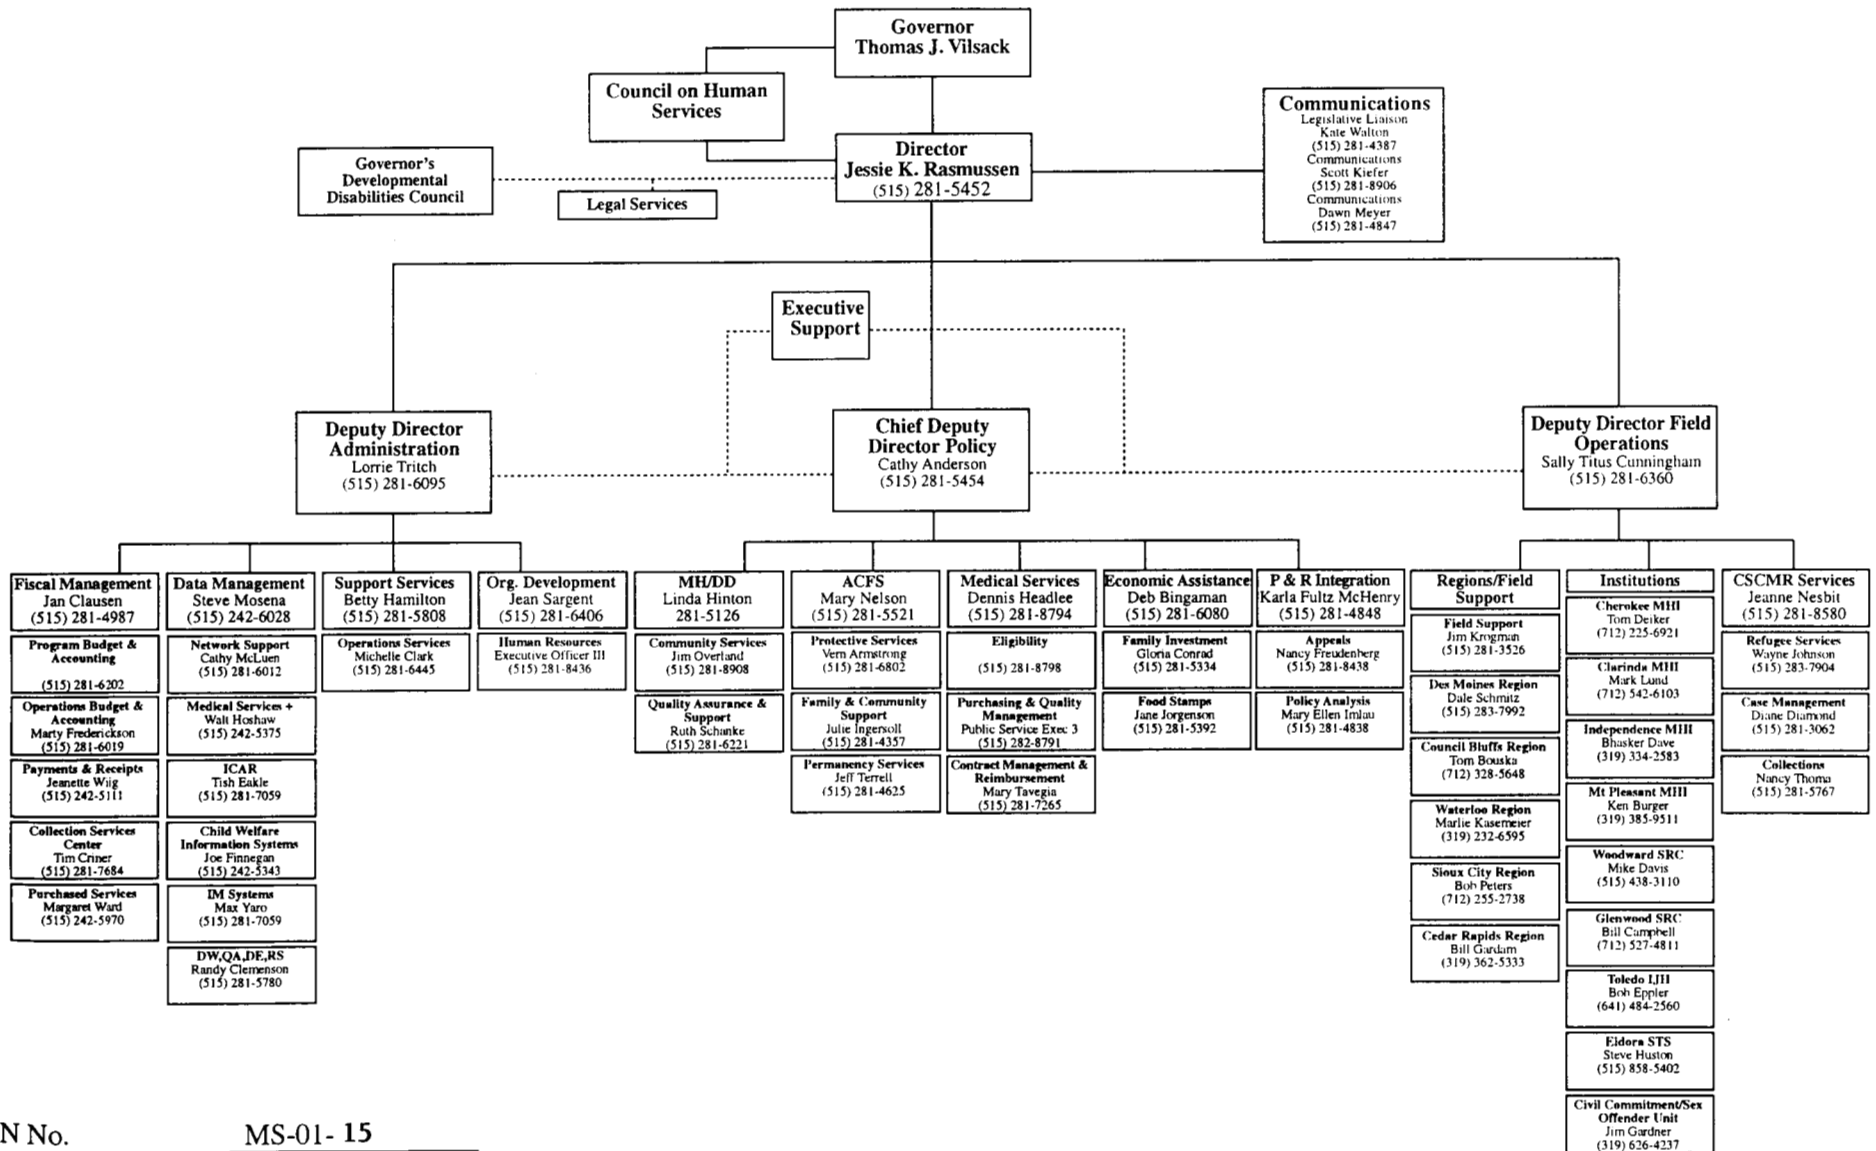 Governor
Thomas J. Vilsack
Council on Human
Services
Communications
Legislative Liaison
Kate Walton
(515) 281-4387
Communications
Scott Kiefer
(515) 281-8906
Communications
Dawn Meyer
(515) 281-4847
Director
Jessie K. Rasmussen
(515) 281-5452
Governor's
Developmental
Disabilities Council
Legal Services
Executive
Support
Deputy Director
Administration
Lorrie Tritch
(515) 281-6095
Chief Deputy
Director Policy
Cathy Anderson
(515) 281-5454
Deputy Director Field
Operations
Sally Titus Cunningham
(515) 281-6360
Fiscal Management
Jan Clausen
(515) 281-4987
Program Budget &
Accounting
(515) 281-6202
Operations Budget &
Accounting
Marty Frederickson
(515) 281-6019
Payments & Receipts
Jeanette Wiig
(515) 242-5111
Collection Services
Center
Tim Criner
(515) 281-7684
Purchased Services
Margaret Ward
(515) 242-5970
Data Management
Steve Mosena
(515) 242-6028
Network Support
Cathy McLuen
(515) 281-6012
Medical Services +
Walt Hoshaw
(515) 242-5375
ICAR
Tish Eakle
(515) 281-7059
Child Welfare
Information Systems
Joe Finnegan
(515) 242-5343
IM Systems
Max Yaro
(515) 281-7059
DW,QA,DE,RS
Randy Clemenson
(515) 281-5780
Support Services
Betty Hamilton
(515) 281-5808
Operations Services
Michelle Clark
(515) 281-6445
Org. Development
Jean Sargent
(515) 281-6406
Human Resources
Executive Officer III
(515) 281-8436
MH/DD
Linda Hinton
281-5126
Community Services
Jim Overland
(515) 281-8908
Quality Assurance &
Support
Ruth Schanke
(515) 281-6221
ACFS
Mary Nelson
(515) 281-5521
Protective Services
Vern Armstrong
(515) 281-6802
Family & Community
Support
Julie Ingersoll
(515) 281-4357
Permanency Services
Jeff Terrell
(515) 281-4625
Medical Services
Dennis Headlee
(515) 281-8794
Eligibility
(515) 281-8798
Purchasing & Quality
Management
Public Service Exec 3
(515) 282-8791
Contract Management &
Reimbursement
Mary Tavegia
(515) 281-7265
Economic Assistance
Deb Bingaman
(515) 281-6080
Family Investment
Gloria Conrad
(515) 281-5334
Food Stamps
Jane Jorgenson
(515) 281-5392
P & R Integration
Karla Fultz McHenry
(515) 281-4848
Appeals
Nancy Freudenberg
(515) 281-8438
Policy Analysis
Mary Ellen Imlau
(515) 281-4838
Regions/Field
Support
Field Support
Jim Krogman
(515) 281-3526
Des Moines Region
Dale Schmitz
(515) 283-7992
Council Bluffs Region
Tom Bouska
(712) 328-5648
Waterloo Region
Marlie Kasemeier
(319) 232-6595
Sioux City Region
Bob Peters
(712) 255-2738
Cedar Rapids Region
Bill Gardam
(319) 362-5333
Institutions
Cherokee MHI
Tom Deiker
(712) 225-6921
Clarinda MHI
Mark Lund
(712) 542-6103
Independence MHI
Bhasker Dave
(319) 334-2583
Mt Pleasant MHI
Ken Burger
(319) 385-9511
Woodward SRC
Mike Davis
(515) 438-3110
Glenwood SRC
Bill Campbell
(712) 527-4811
Toledo IJH
Bob Eppler
(641) 484-2560
Eldora STS
Steve Huston
(515) 858-5402
Civil Commitment/Sex
Offender Unit
Jim Gardner
(319) 626-4237
CSCMR Services
Jeanne Nesbit
(515) 281-8580
Refugee Services
Wayne Johnson
(515) 283-7904
Case Management
Diane Diamond
(515) 281-3062
Collections
Nancy Thoma
(515) 281-5767
N No. MS-01- 15